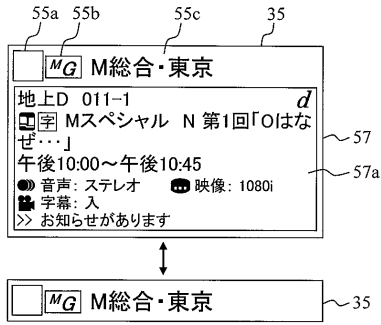 55a 55b 55c 35
MG M総合・東京
地上D 011-1 d
字 Mスペシャル N 第1回「Oはな
ぜ・・・」
57
午後10:00～午後10:45
57a
音声: ステレオ 映像: 1080i
字幕: 入
>> お知らせがあります
MG M総合・東京 35